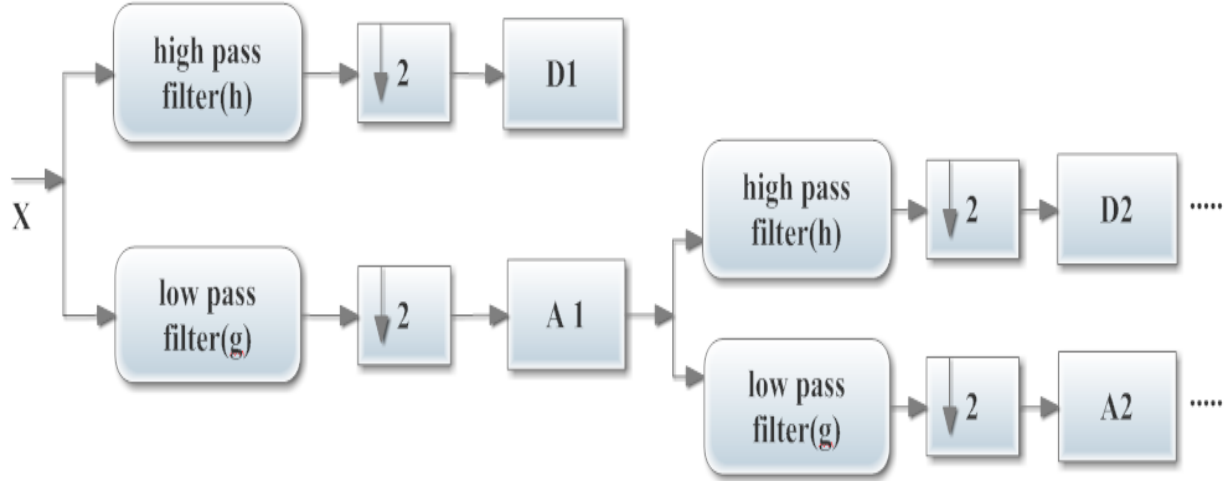 high pass
filter(h)
2
D1
X
low pass
filter(g)
2
A 1
high pass
filter(h)
2
D2
.....
low pass
filter(g)
2
A2
.....